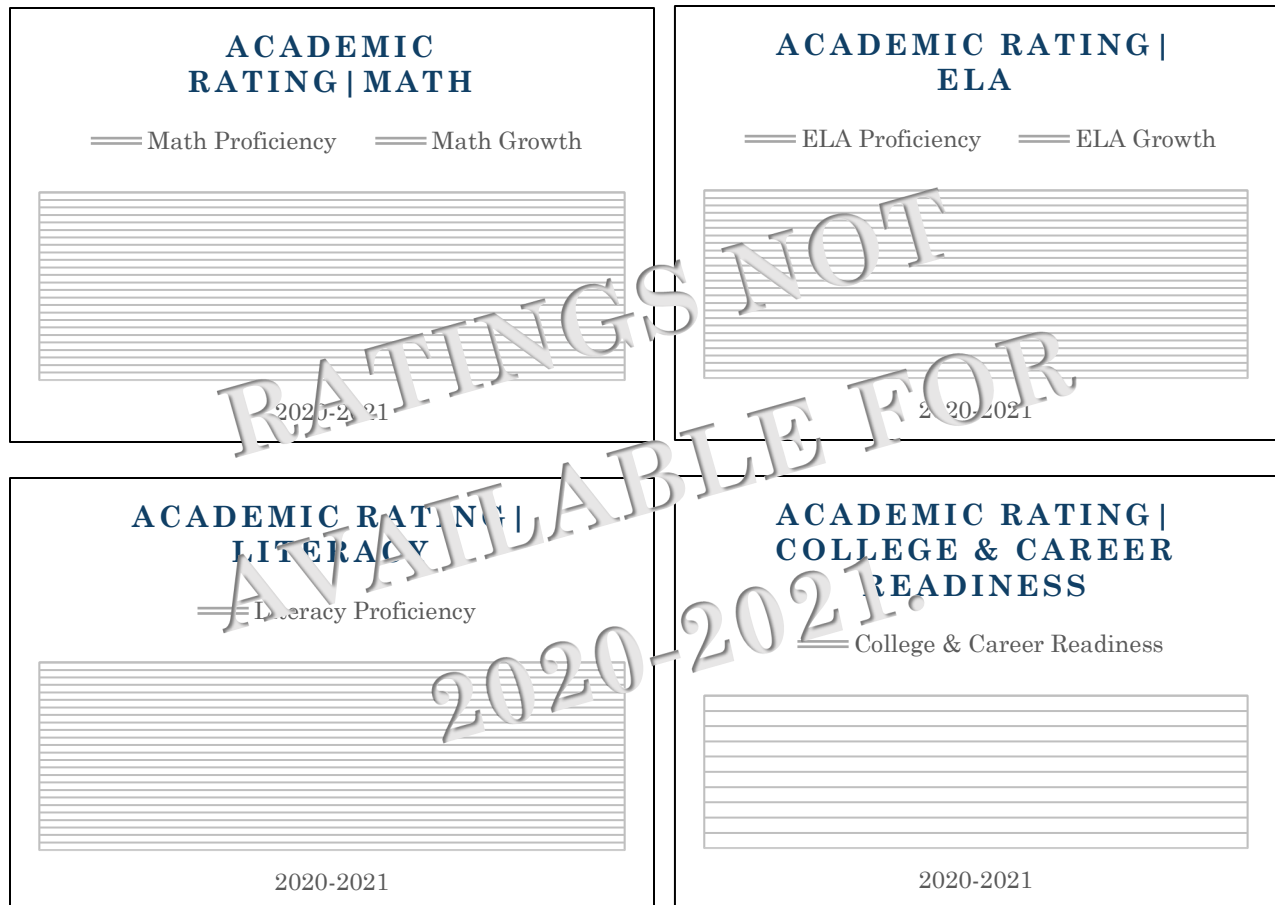 ACADEMIC
RATING|MATH
Math Proficiency Math Growth
2020-2021
ACADEMIC RATING|
ELA
ELA Proficiency ELA Growth
2020-2021
RATINGS NOT
AVAILABLE FOR
2020-2021.
ACADEMIC RATING|
LITERACY
Literacy Proficiency
2020-2021
ACADEMIC RATING|
COLLEGE & CAREER
READINESS
College & Career Readiness
2020-2021